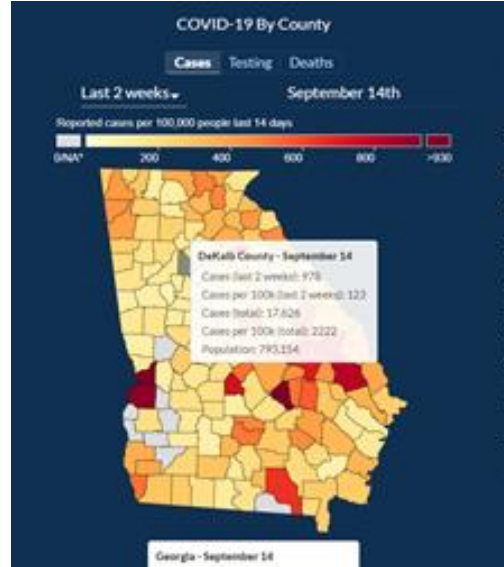 COVID-19 By County
Cases Testing Deaths
Last 2 weeks September 14th
Reported cases per 100,000 people last 14 days
0/NA* 200 400 600 800 >930
DeKalb County - September 14
Cases (last 2 weeks): 978
Cases per 100k (last 2 weeks): 123
Cases (total): 17,626
Cases per 100k (total): 2222
Population: 793,154
Georgia - September 14